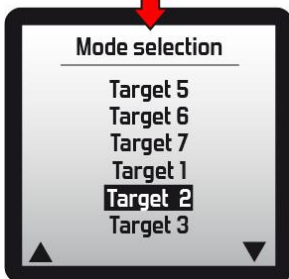 Mode selection
Target 5
Target 6
Target 7
Target 1
Target 2
Target 3